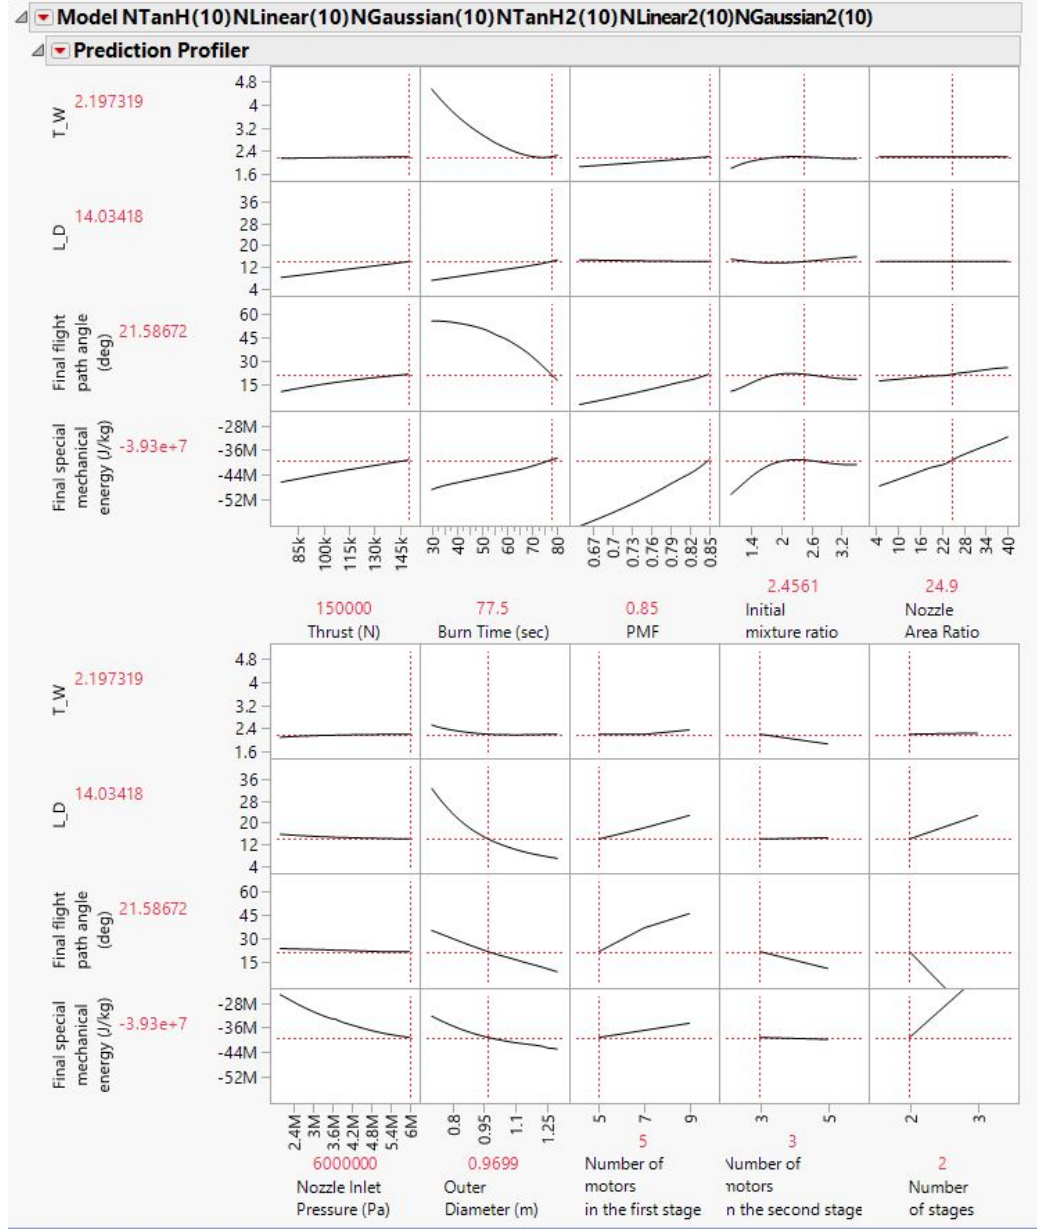 Model NTanH(10)NLinear(10)NGaussian(10)NTanH2(10)NLinear2(10)NGaussian2(10)
Prediction Profiler
T_W
2.197319
4.8
4
3.2
2.4
1.6
L_D
14.03418
36
28
20
12
4
Final flight
path angle
(deg)
21.58672
60
45
30
15
Final special
mechanical
energy (J/kg)
-3.93e+7
-28M
-36M
-44M
-52M
85k
100k
115k
130k
145k
30
40
50
60
70
80
0.67
0.7
0.73
0.76
0.79
0.82
0.85
1.4
2
2.6
3.2
4
10
16
22
28
34
40
150000
Thrust (N)
77.5
Burn Time (sec)
0.85
PMF
2.4561
Initial
mixture ratio
24.9
Nozzle
Area Ratio
T_W
2.197319
4.8
4
3.2
2.4
1.6
L_D
14.03418
36
28
20
12
4
Final flight
path angle
(deg)
21.58672
60
45
30
15
Final special
mechanical
energy (J/kg)
-3.93e+7
-28M
-36M
-44M
-52M
2.4M
3M
3.6M
4.2M
4.8M
5.4M
6M
0.8
0.95
1.1
1.25
5
7
9
3
5
2
3
6000000
Nozzle Inlet
Pressure (Pa)
0.9699
Outer
Diameter (m)
5
Number of
motors
in the first stage
3
Number of
motors
n the second stage
2
Number
of stages